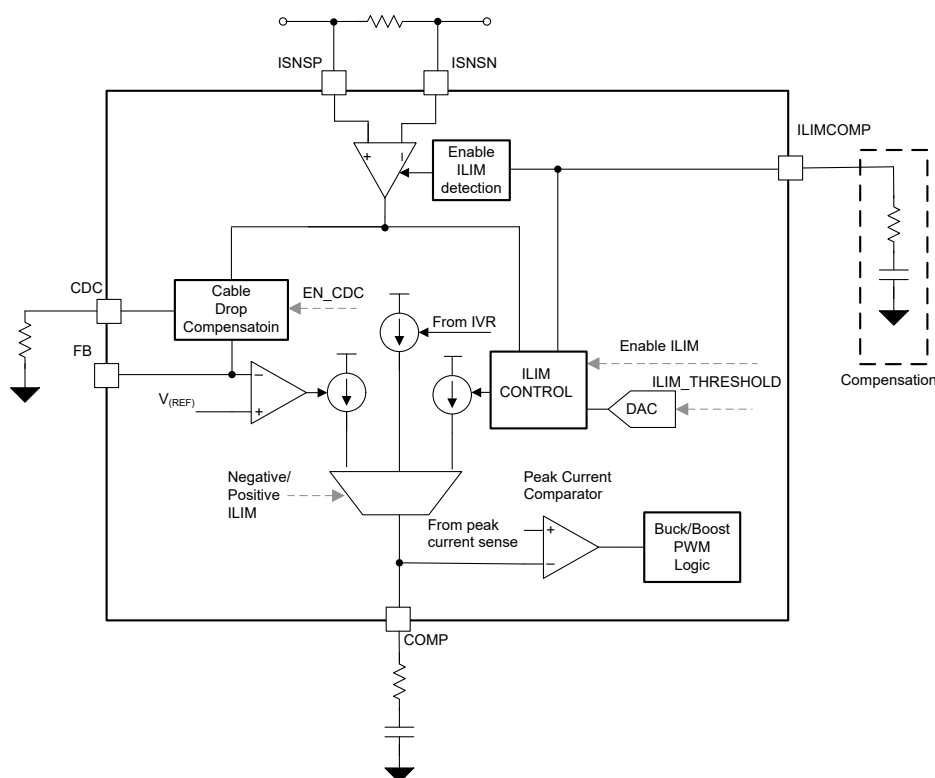 ISNSP
ISNSN
ILIMCOMP
+
–
Enable
ILIM
detection
CDC
Cable
Drop
Compensatoin
EN_CDC
From IVR
FB
Enable ILIM
ILIM
CONTROL
ILIM_THRESHOLD
DAC
Compensation
–
V(REF)
+
Negative/
Positive
ILIM
Peak Current
Comparator
From peak
current sense
+
–
Buck/Boost
PWM
Logic
COMP